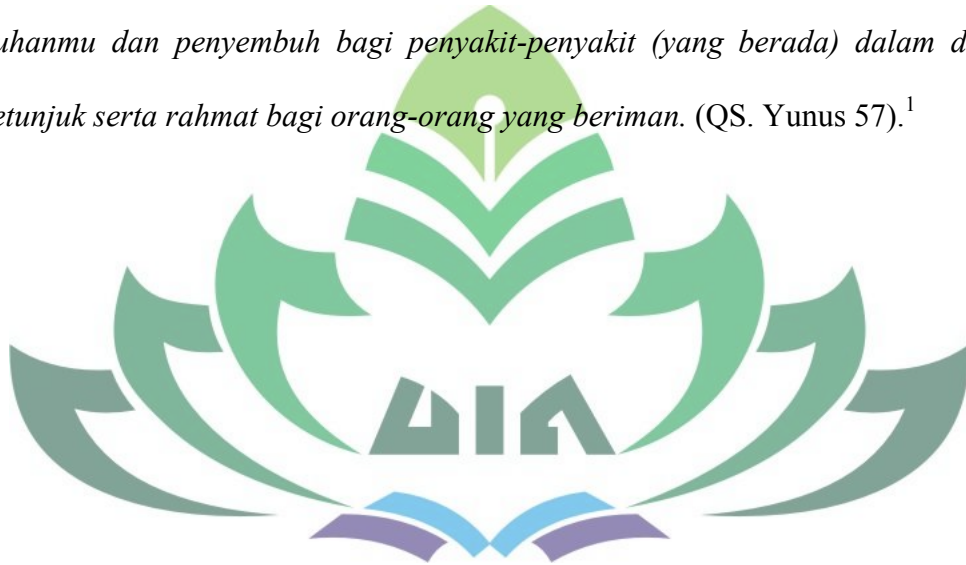 uhanmu dan penyembuh bagi penyakit-penyakit (yang berada) dalam d
etunjuk serta rahmat bagi orang-orang yang beriman. (QS. Yunus 57).¹
UIN